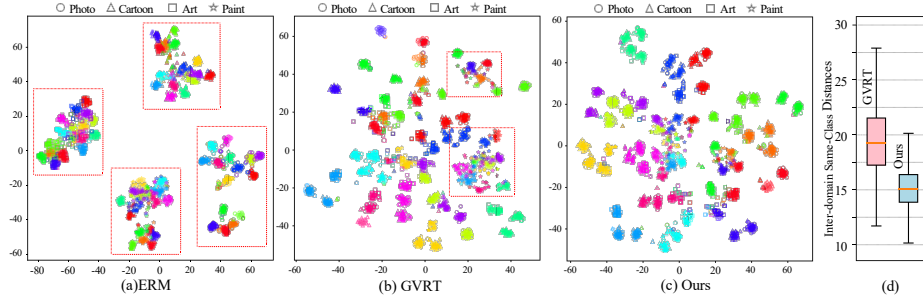 Photo Cartoon Art Paint
60
40
20
0
-20
-40
-60
-80 -60 -40 -20 0 20 40 60
(a)ERM
Photo Cartoon Art Paint
60
40
20
0
-20
-40
-60
-40 -20 0 20 40
(b) GVRT
Photo Cartoon Art Paint
60
40
20
0
-20
-40
-60 -40 -20 0 20 40 60
(c) Ours
Inter-domain Same-Class Distances
30
25
20
15
10
GVRT
Ours
(d)